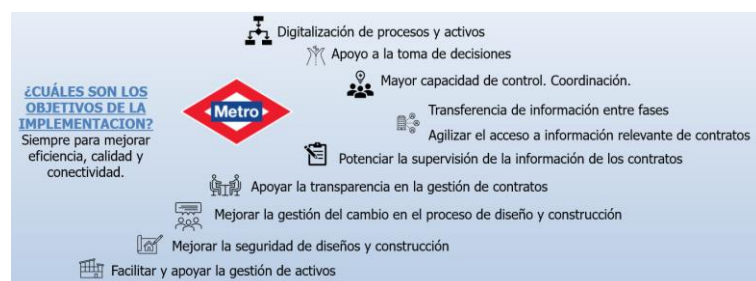 Digitalización de procesos y activos
Apoyo a la toma de decisiones
Mayor capacidad de control. Coordinación.
¿CUÁLES SON LOS
OBJETIVOS DE LA
IMPLEMENTACION?
Siempre para mejorar
eficiencia, calidad y
conectividad.
Metro
Transferencia de información entre fases
Agilizar el acceso a información relevante de contratos
Potenciar la supervisión de la información de los contratos
Apoyar la transparencia en la gestión de contratos
Mejorar la gestión del cambio en el proceso de diseño y construcción
Mejorar la seguridad de diseños y construcción
Facilitar y apoyar la gestión de activos